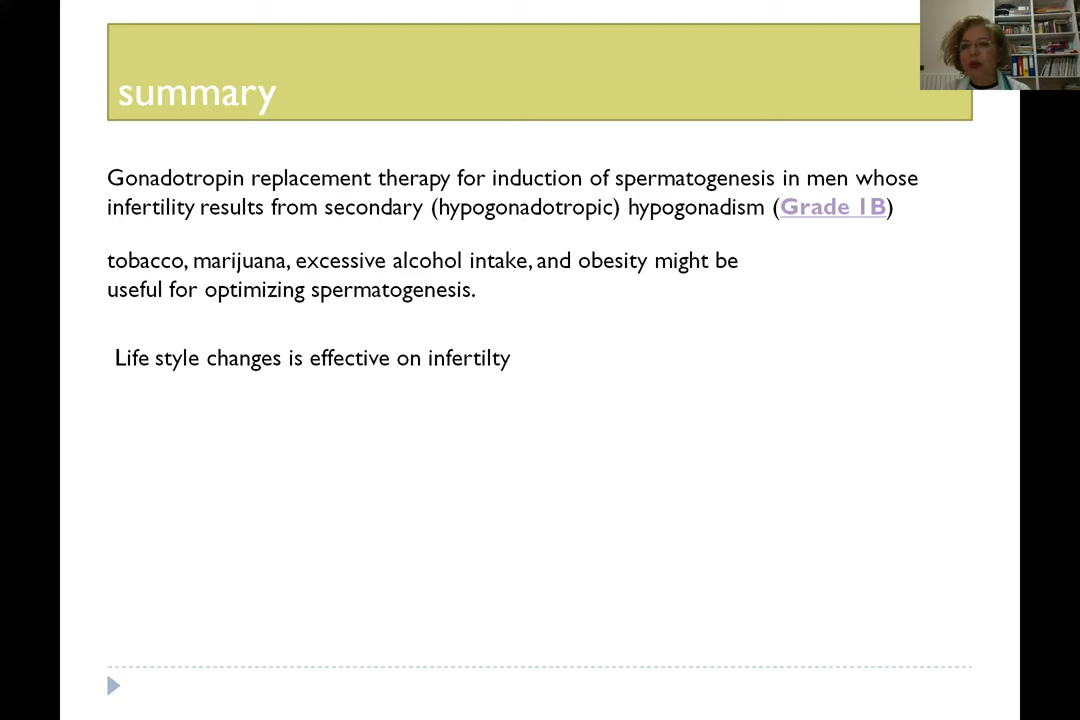 summary
Gonadotropin replacement therapy for induction of spermatogenesis in men whose
infertility results from secondary (hypogonadotropic) hypogonadism (Grade 1B)
tobacco, marijuana, excessive alcohol intake, and obesity might be
useful for optimizing spermatogenesis.
Life style changes is effective on infertilty